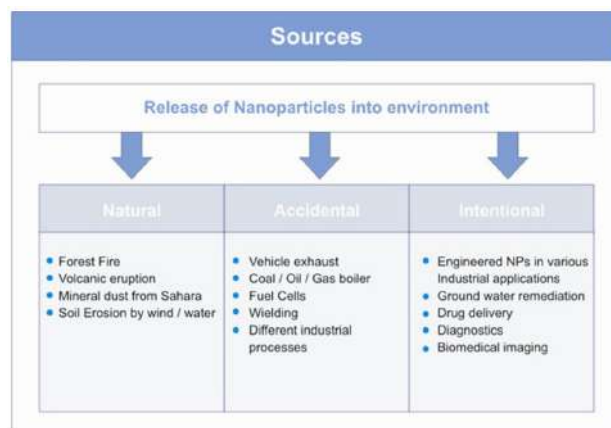 Sources
Release of Nanoparticles into environment
Natural
Accidental
Intentional
Forest Fire
Volcanic eruption
Mineral dust from Sahara
Soil Erosion by wind / water
Vehicle exhaust
Coal / Oil / Gas boiler
Fuel Cells
Wielding
Different industrial
processes
Engineered NPs in various
Industrial applications
Ground water remediation
Drug delivery
Diagnostics
Biomedical imaging